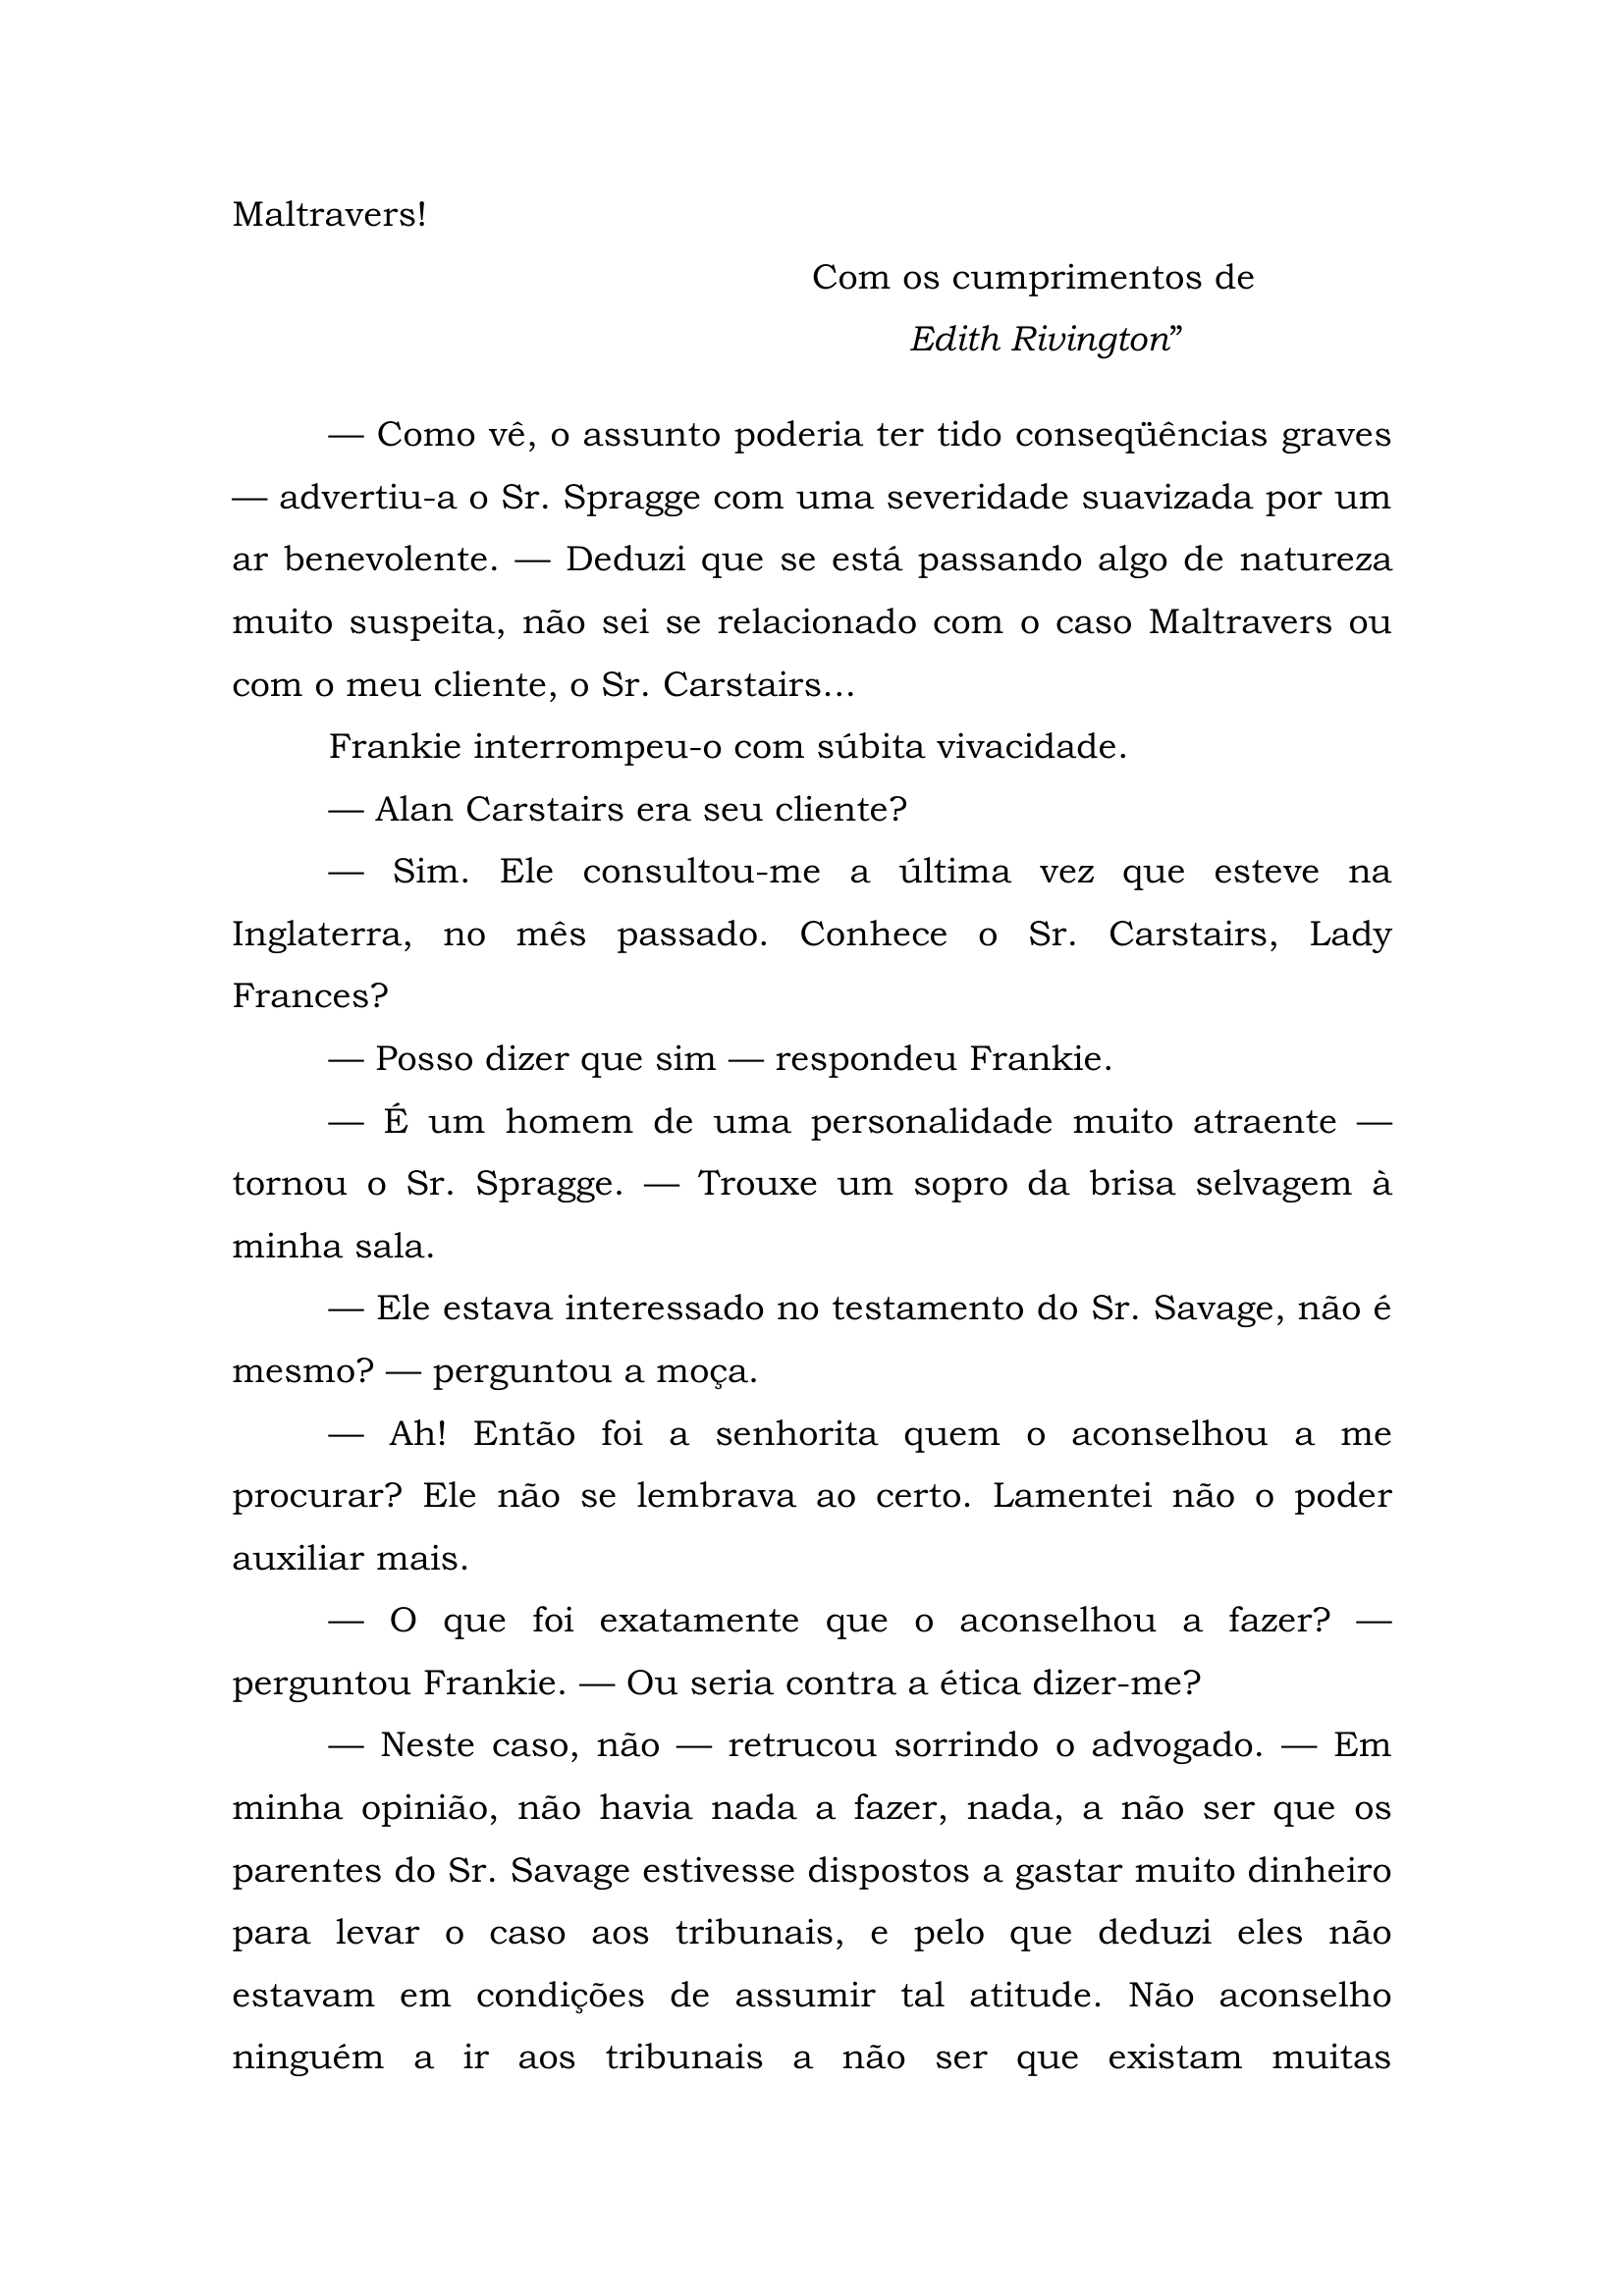 Maltravers!
Com os cumprimentos de
Edith Rivington”
— Como vê, o assunto poderia ter tido conseqüências graves
— advertiu-a o Sr. Spragge com uma severidade suavizada por um
ar benevolente. — Deduzi que se está passando algo de natureza
muito suspeita, não sei se relacionado com o caso Maltravers ou
com o meu cliente, o Sr. Carstairs...
Frankie interrompeu-o com súbita vivacidade.
— Alan Carstairs era seu cliente?
— Sim. Ele consultou-me a última vez que esteve na
Inglaterra, no mês passado. Conhece o Sr. Carstairs, Lady
Frances?
— Posso dizer que sim — respondeu Frankie.
— É um homem de uma personalidade muito atraente —
tornou o Sr. Spragge. — Trouxe um sopro da brisa selvagem à
minha sala.
— Ele estava interessado no testamento do Sr. Savage, não é
mesmo? — perguntou a moça.
— Ah! Então foi a senhorita quem o aconselhou a me
procurar? Ele não se lembrava ao certo. Lamentei não o poder
auxiliar mais.
— O que foi exatamente que o aconselhou a fazer? —
perguntou Frankie. — Ou seria contra a ética dizer-me?
— Neste caso, não — retrucou sorrindo o advogado. — Em
minha opinião, não havia nada a fazer, nada, a não ser que os
parentes do Sr. Savage estivesse dispostos a gastar muito dinheiro
para levar o caso aos tribunais, e pelo que deduzi eles não
estavam em condições de assumir tal atitude. Não aconselho
ninguém a ir aos tribunais a não ser que existam muitas